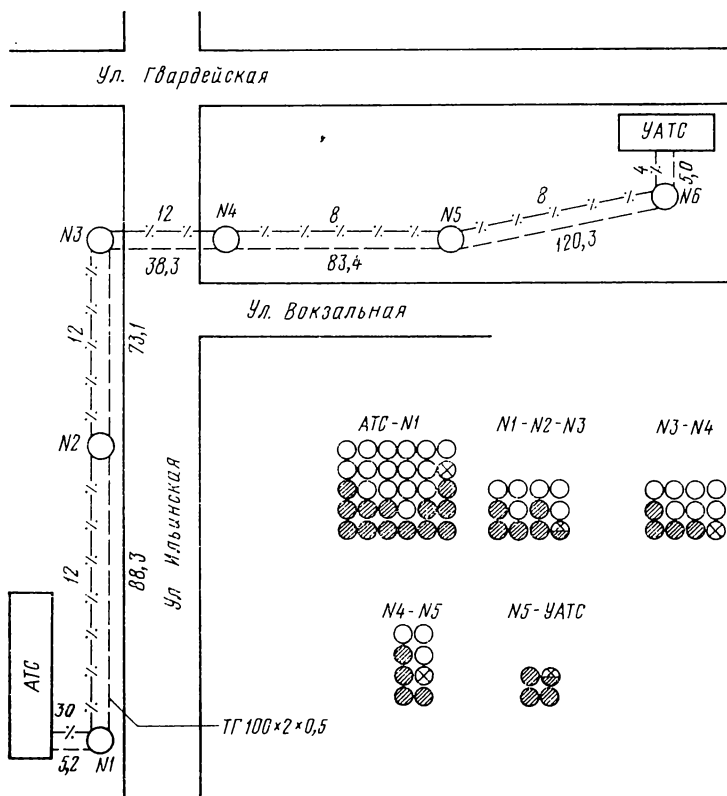 Ул. Гвардейская
УАТС
4
5,0
N6
12
N4
8
N5
8
N3
38,3
83,4
120,3
Ул. Вокзальная
12
73,1
АТС-N1
N1-N2-N3
N3-N4
N2
Ул Ильинская
12
88,3
N4-N5
N5-УАТС
АТС
30
ТГ 100×2×0,5
5,2
N1